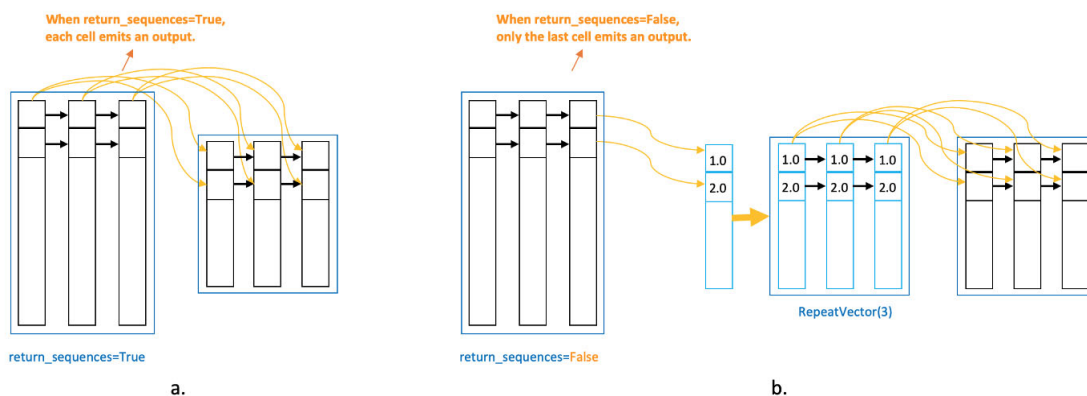 When return_sequences=True,
each cell emits an output.
return_sequences=True
a.
When return_sequences=False,
only the last cell emits an output.
1.0
2.0
1.0 1.0 1.0
2.0 2.0 2.0
RepeatVector(3)
return_sequences=False
b.